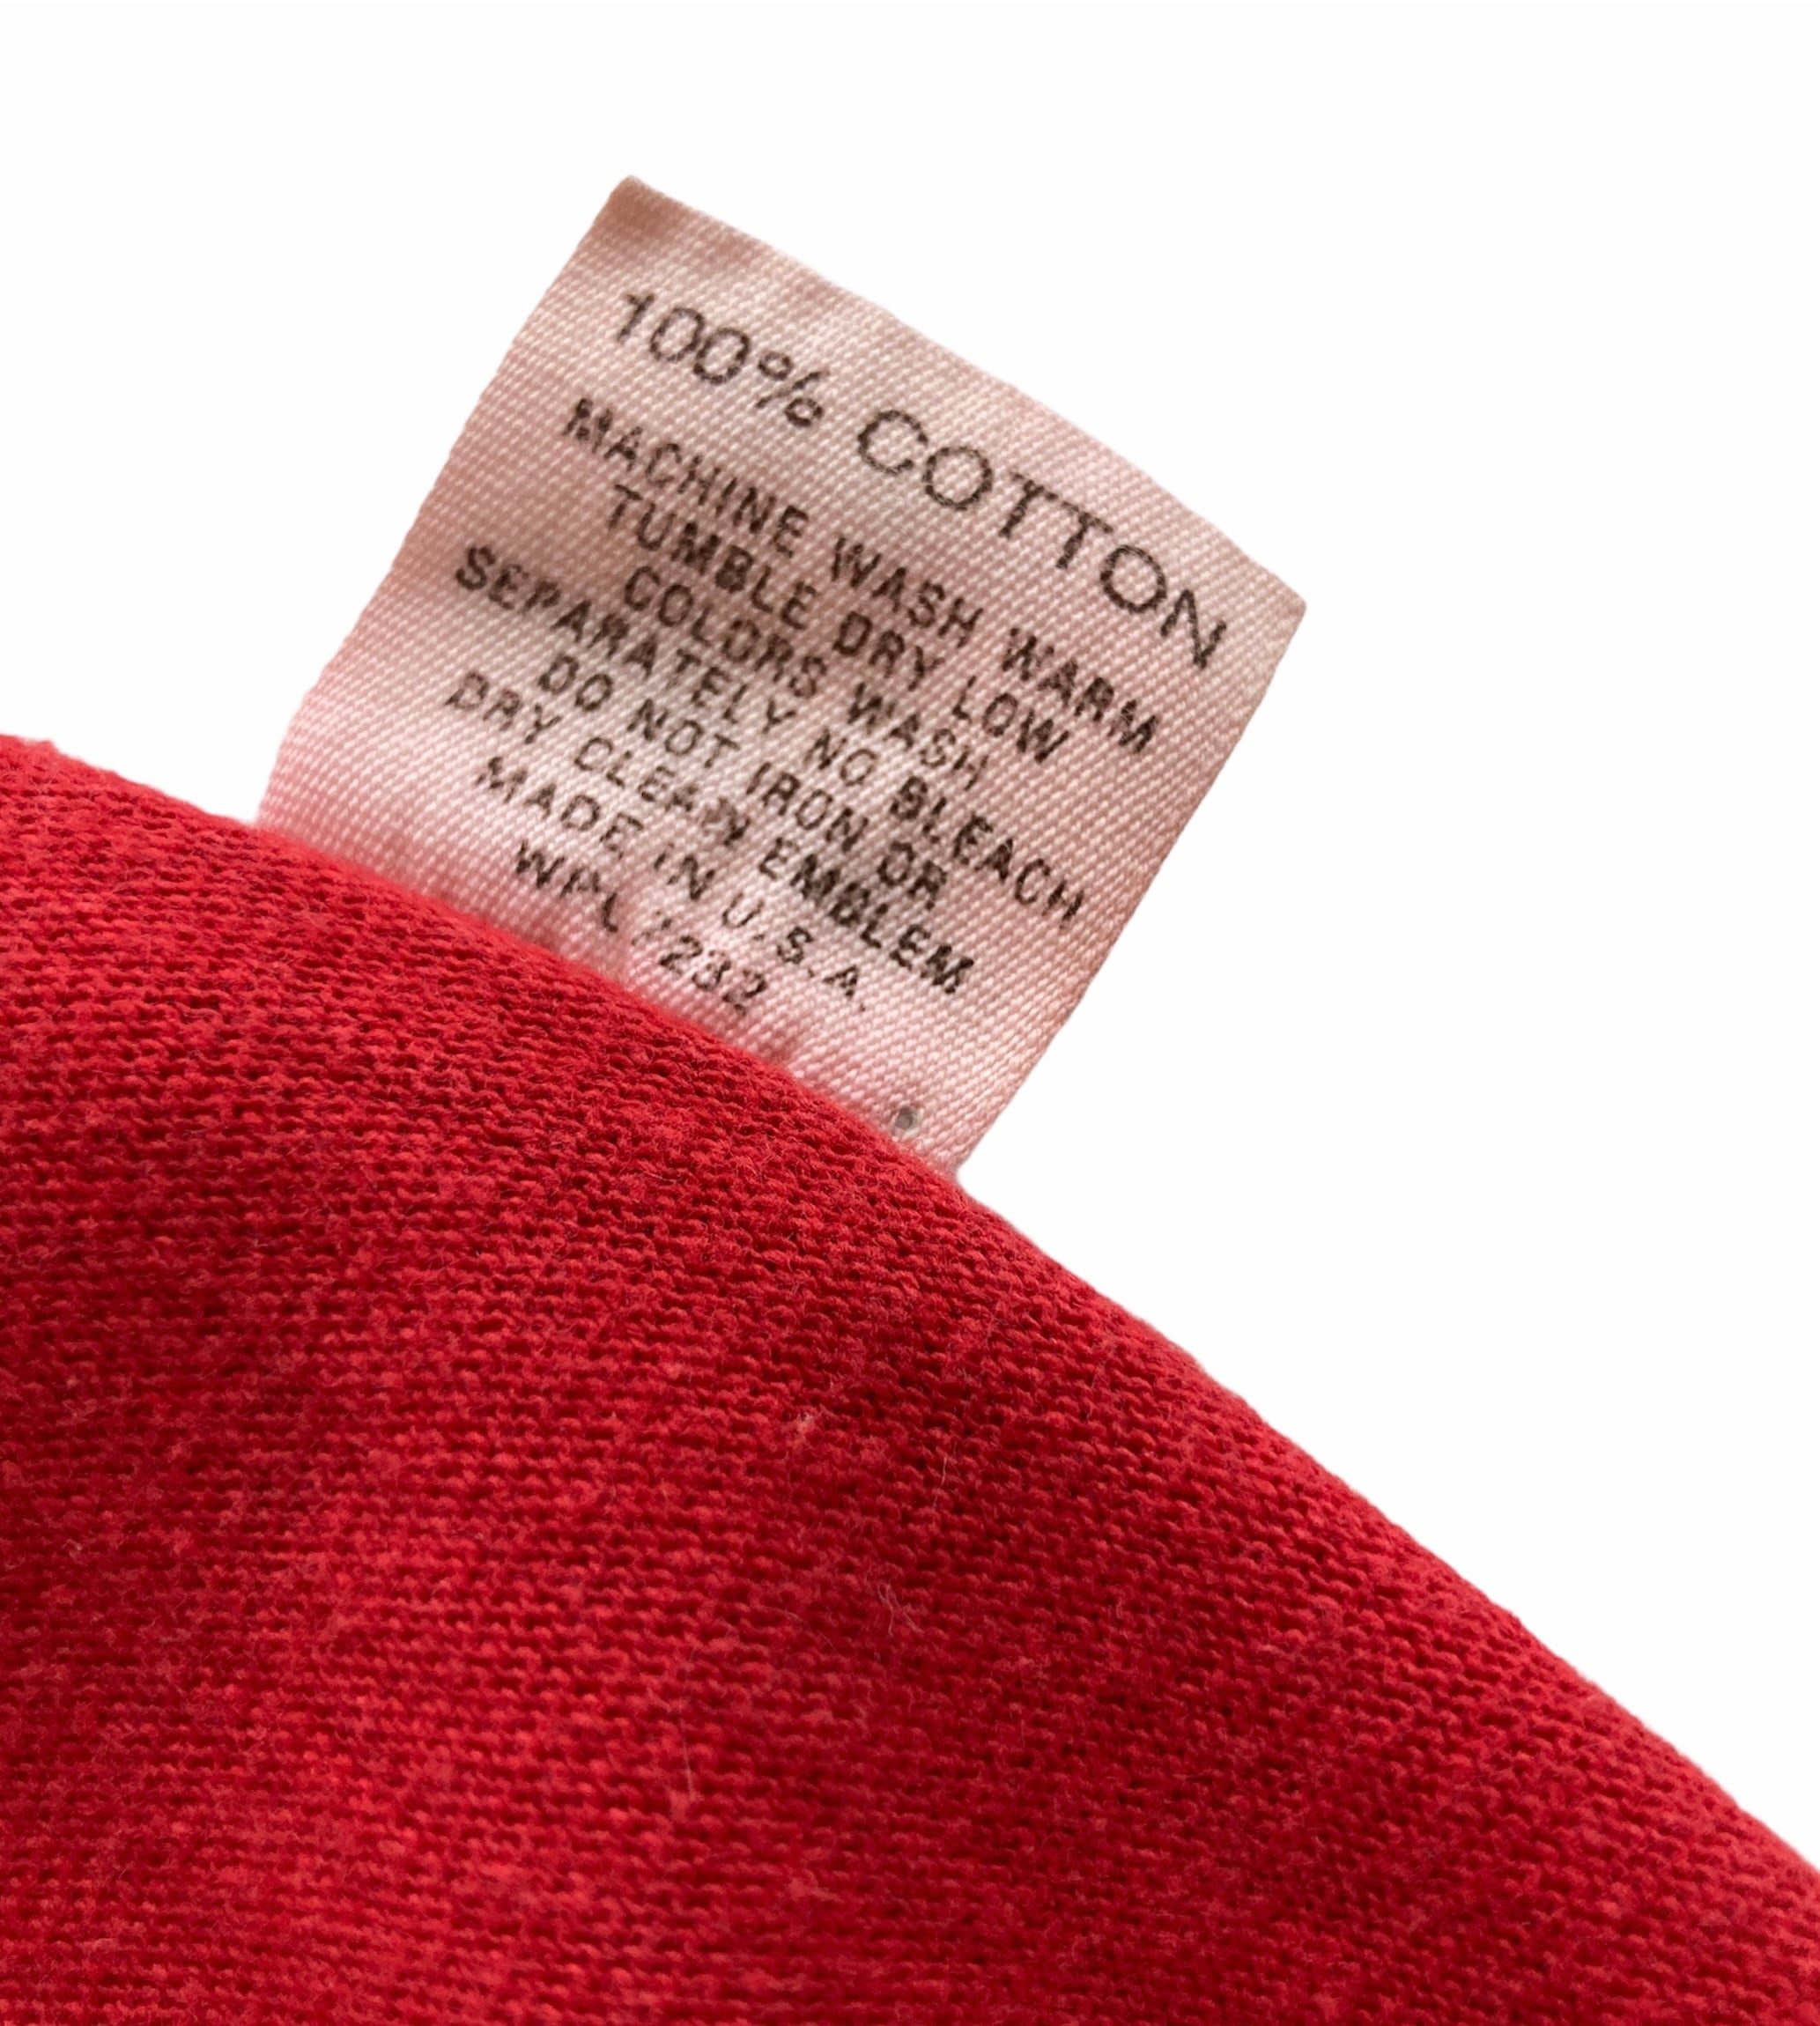 100% COTTON
MACHINE WASH WARM
TUMBLE DRY LOW
COLORS WASH
SEPARATELY NO BLEACH
DO NOT IRON OR
DRY CLEAN EMBLEM
MADE IN U.S.A.
WPL 7232